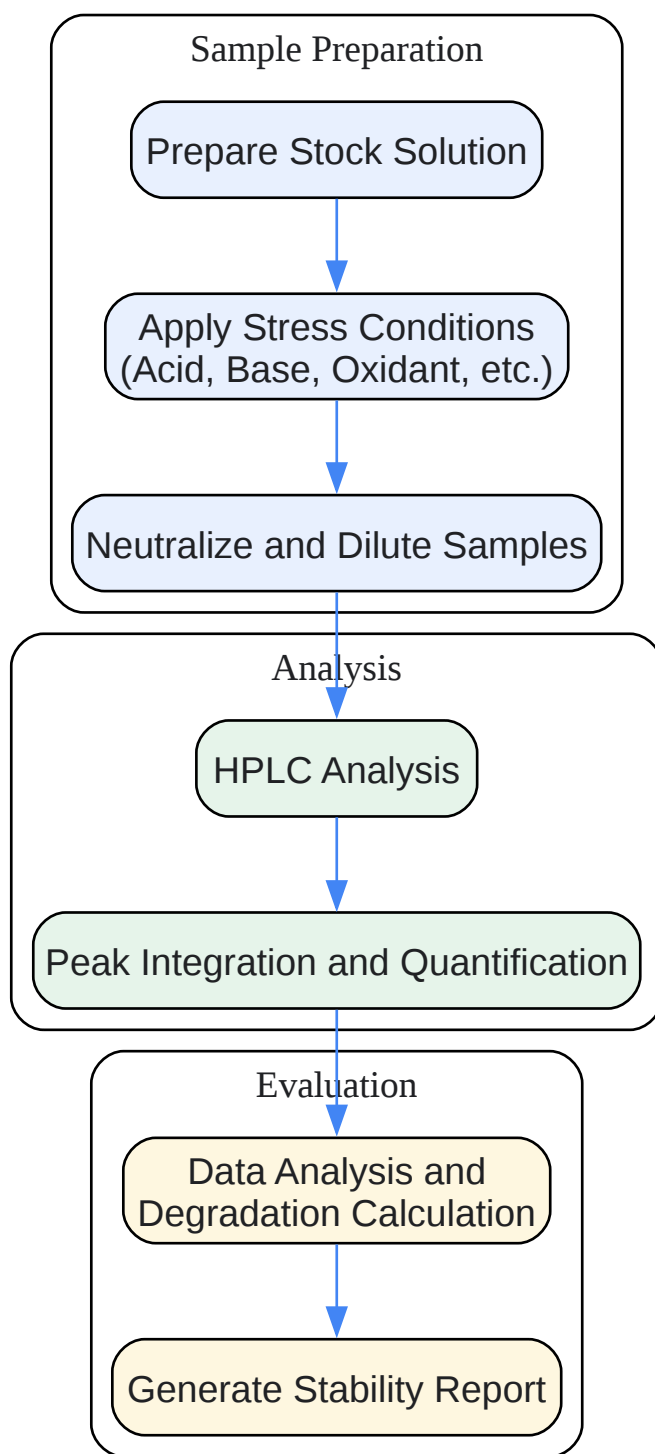 Sample Preparation
Prepare Stock Solution
Apply Stress Conditions
(Acid, Base, Oxidant, etc.)
Neutralize and Dilute Samples
Analysis
HPLC Analysis
Peak Integration and Quantification
Evaluation
Data Analysis and
Degradation Calculation
Generate Stability Report